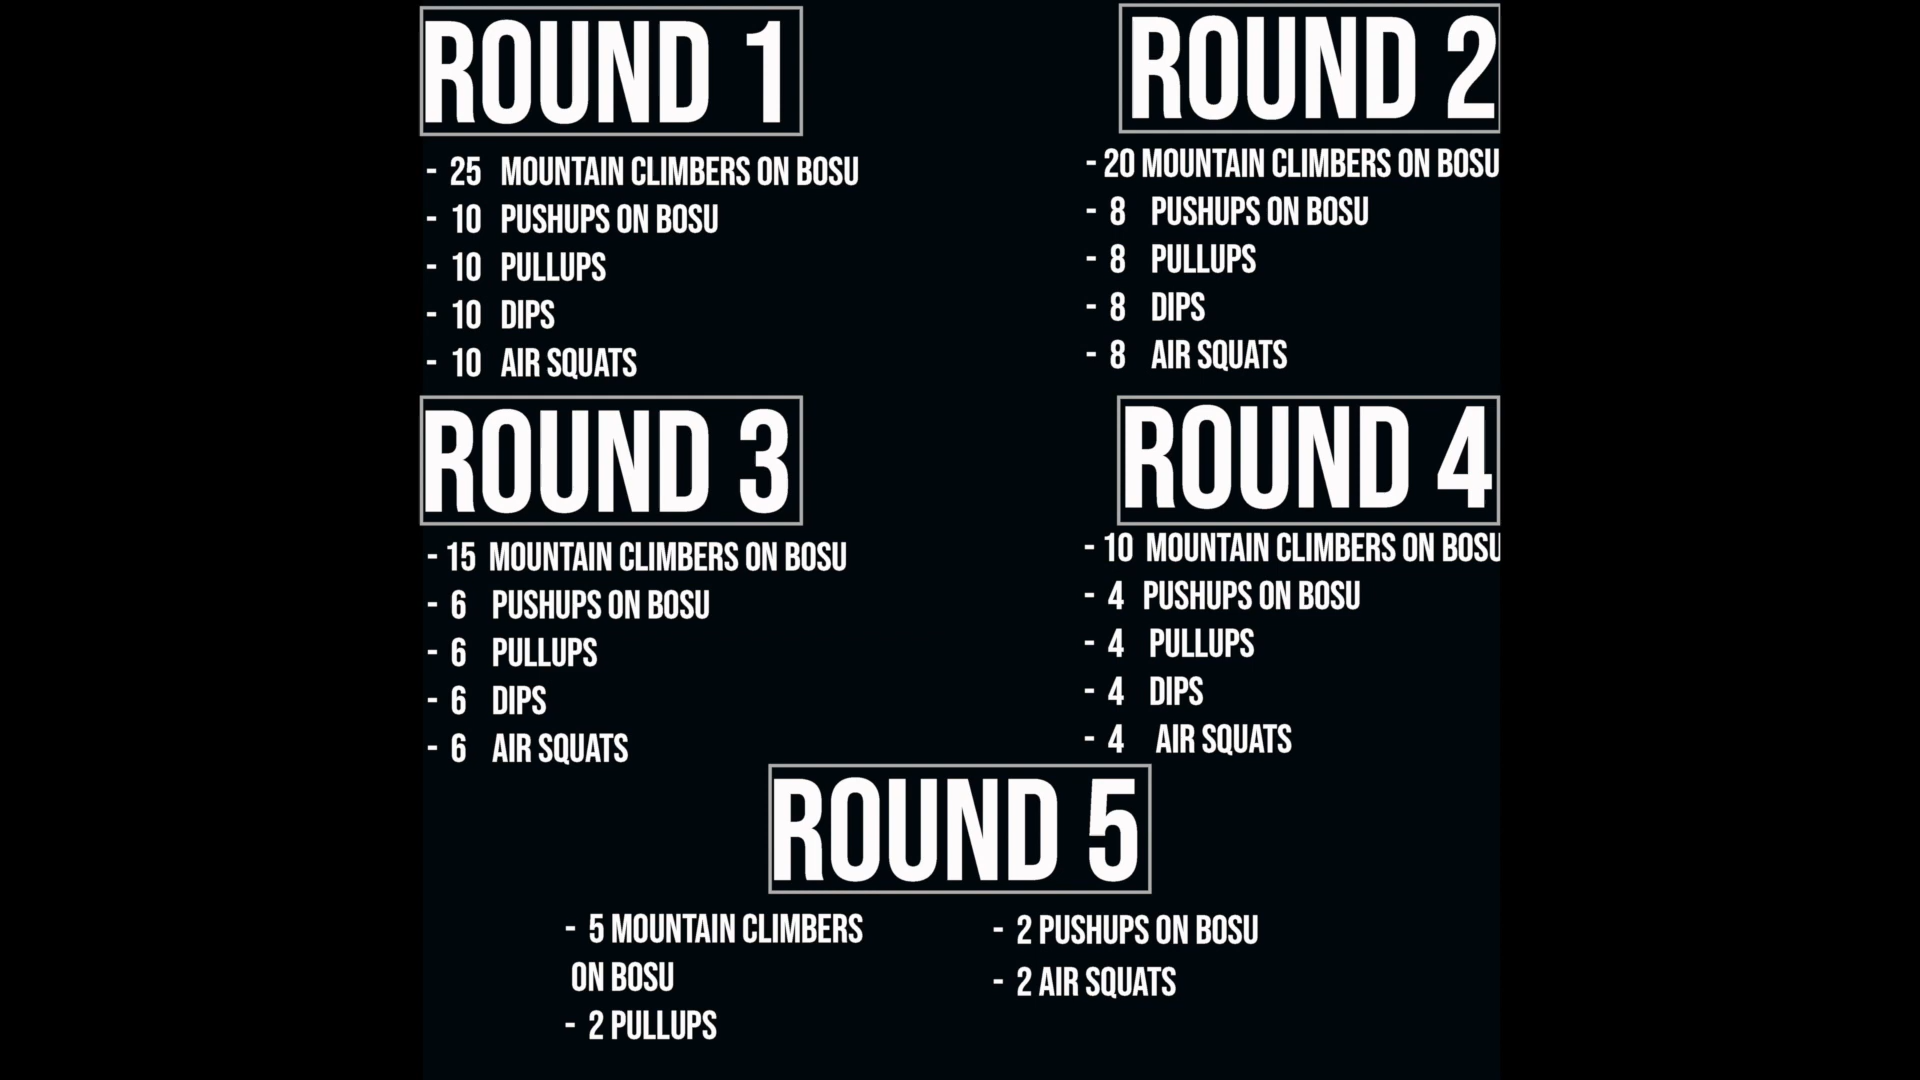 ROUND 1
- 25 MOUNTAIN CLIMBERS ON BOSU
- 10 PUSHUPS ON BOSU
- 10 PULLUPS
- 10 DIPS
- 10 AIR SQUATS
ROUND 2
- 20 MOUNTAIN CLIMBERS ON BOSU
- 8 PUSHUPS ON BOSU
- 8 PULLUPS
- 8 DIPS
- 8 AIR SQUATS
ROUND 3
- 15 MOUNTAIN CLIMBERS ON BOSU
- 6 PUSHUPS ON BOSU
- 6 PULLUPS
- 6 DIPS
- 6 AIR SQUATS
ROUND 4
- 10 MOUNTAIN CLIMBERS ON BOSU
- 4 PUSHUPS ON BOSU
- 4 PULLUPS
- 4 DIPS
- 4 AIR SQUATS
ROUND 5
- 5 MOUNTAIN CLIMBERS
ON BOSU
- 2 PULLUPS
- 2 PUSHUPS ON BOSU
- 2 AIR SQUATS